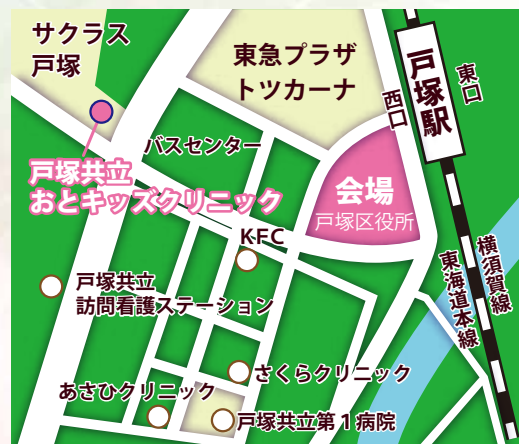 サクラス
戸塚
東急プラザ
トツカーナ
戸塚駅
東口
西口
バスセンター
戸塚共立
おとキッズクリニック
会場
戸塚区役所
KFC
戸塚共立
訪問看護ステーション
横須賀線
東海道本線
さくらクリニック
あさひクリニック
戸塚共立第1病院